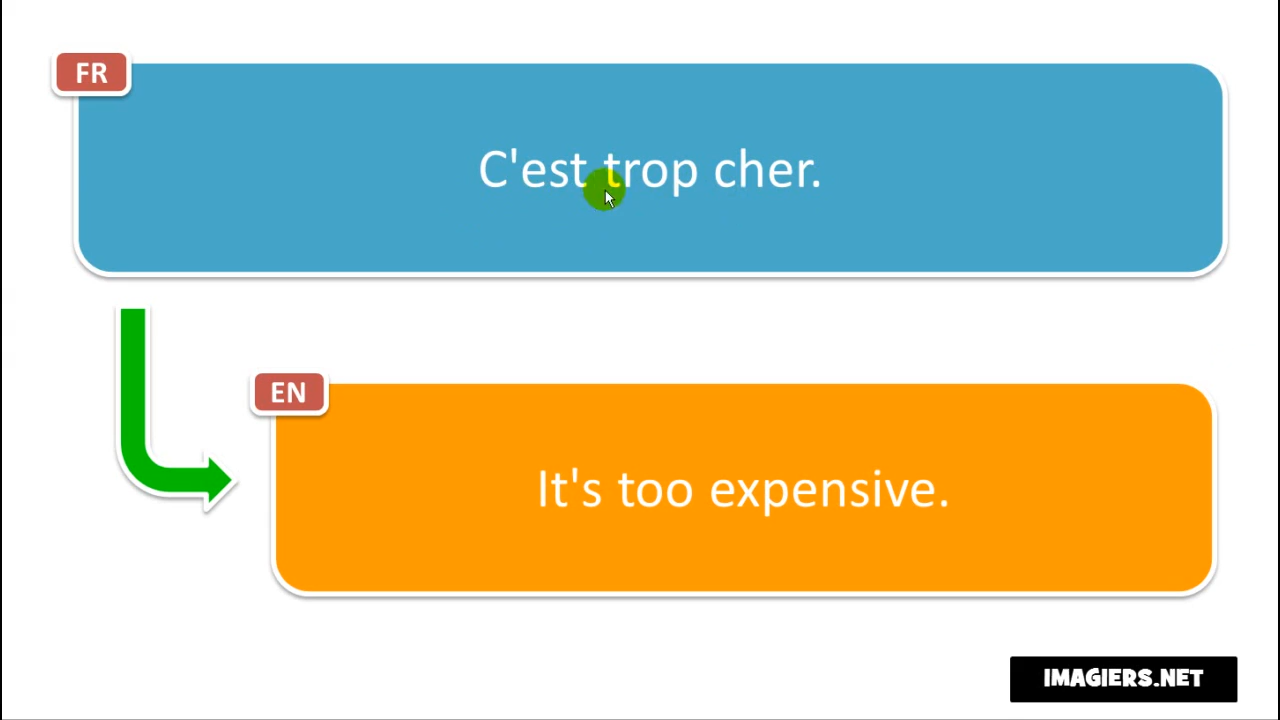 FR
C'est trop cher.
EN
It's too expensive.
IMAGIERS.NET